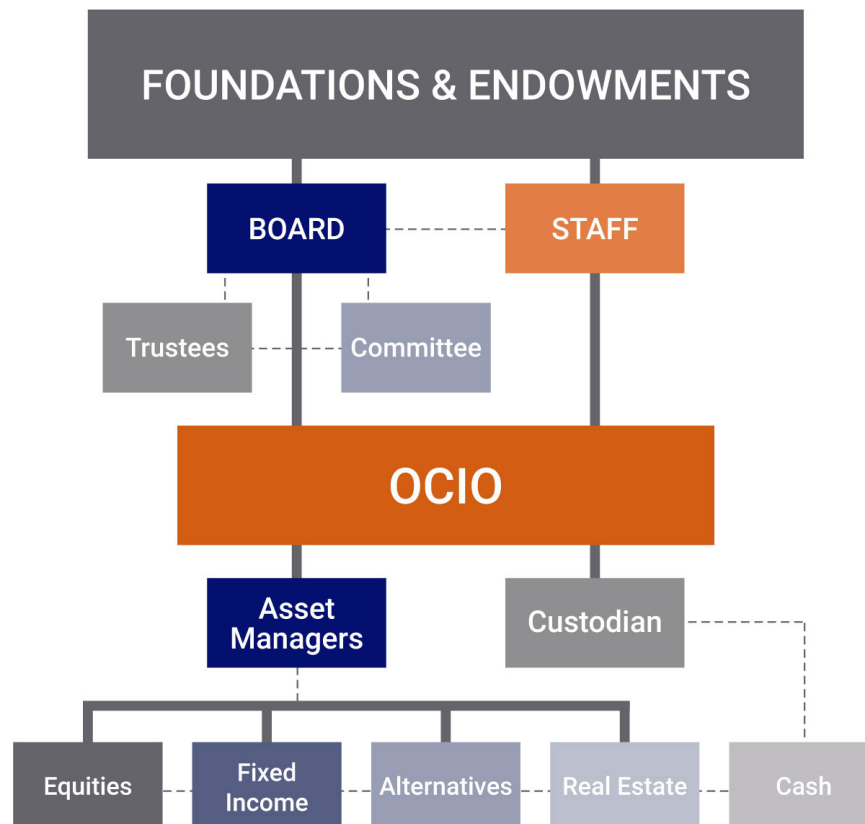 FOUNDATIONS & ENDOWMENTS
BOARD
STAFF
Trustees
Committee
OCIO
Asset
Managers
Custodian
Equities
Fixed
Income
Alternatives
Real Estate
Cash